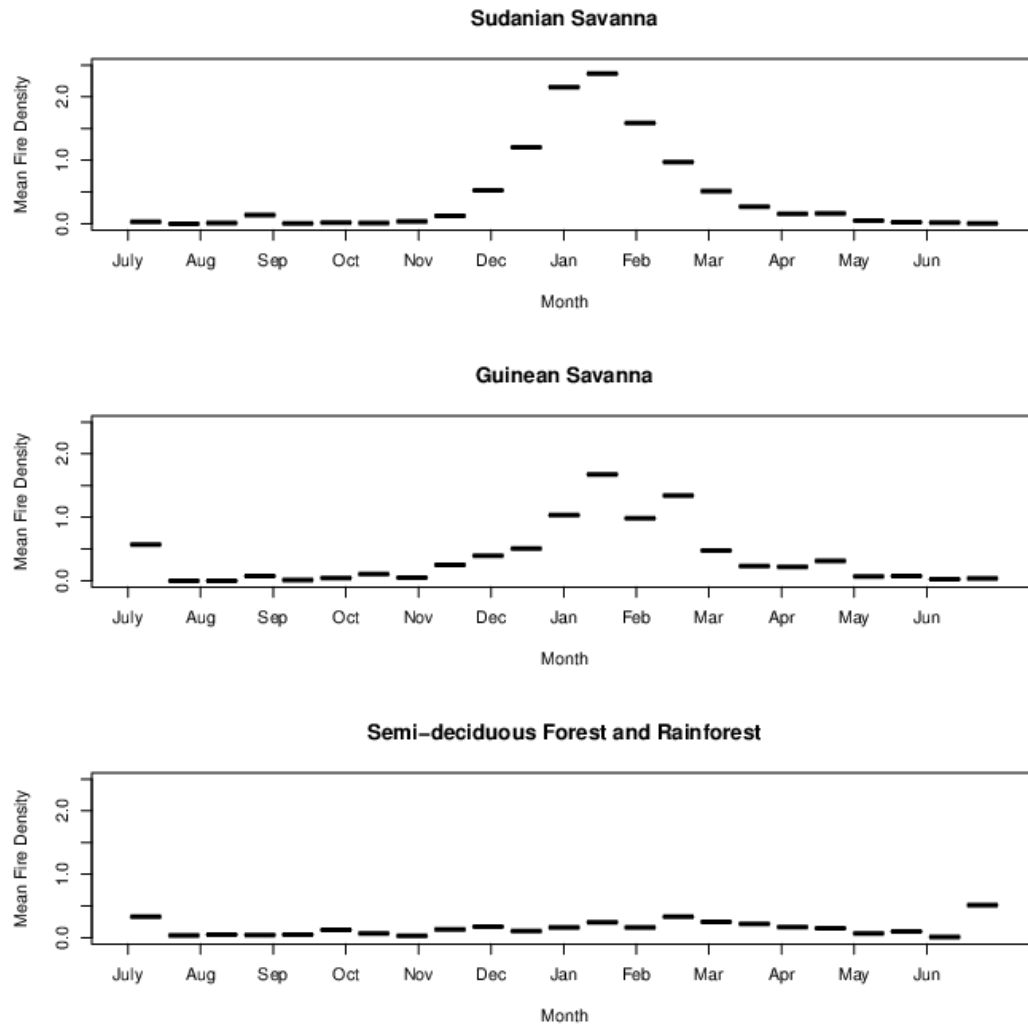 Sudanian Savanna
Mean Fire Density
0.0 1.0 2.0
July Aug Sep Oct Nov Dec Jan Feb Mar Apr May Jun
Month
Guinean Savanna
Mean Fire Density
0.0 1.0 2.0
July Aug Sep Oct Nov Dec Jan Feb Mar Apr May Jun
Month
Semi−deciduous Forest and Rainforest
Mean Fire Density
0.0 1.0 2.0
July Aug Sep Oct Nov Dec Jan Feb Mar Apr May Jun
Month